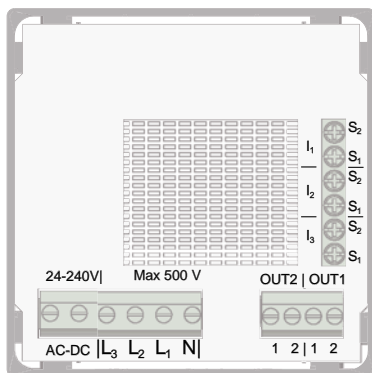 S2
I1
S1
S2
I2
S1
S2
I3
S1
24-240V| Max 500 V OUT2 | OUT1
AC-DC |L3 L2 L1 N| 1 2 | 1 2